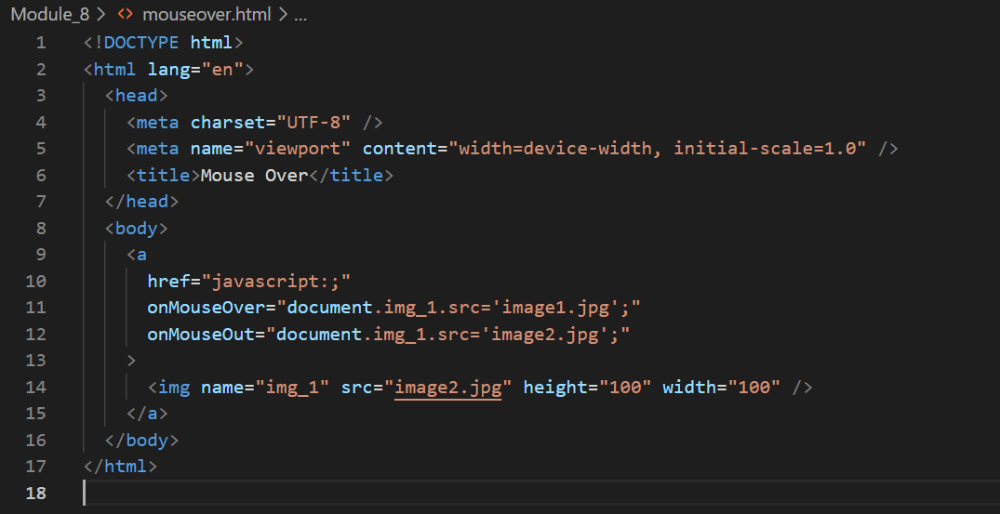 Module_8 > <> mouseover.html > ...
1 <!DOCTYPE html>
2 <html lang="en">
3   <head>
4     <meta charset="UTF-8" />
5     <meta name="viewport" content="width=device-width, initial-scale=1.0" />
6     <title>Mouse Over</title>
7   </head>
8   <body>
9     <a
10       href="javascript:;"
11       onMouseOver="document.img_1.src='image1.jpg';"
12       onMouseOut="document.img_1.src='image2.jpg';"
13     >
14       <img name="img_1" src="image2.jpg" height="100" width="100" />
15     </a>
16   </body>
17 </html>
18